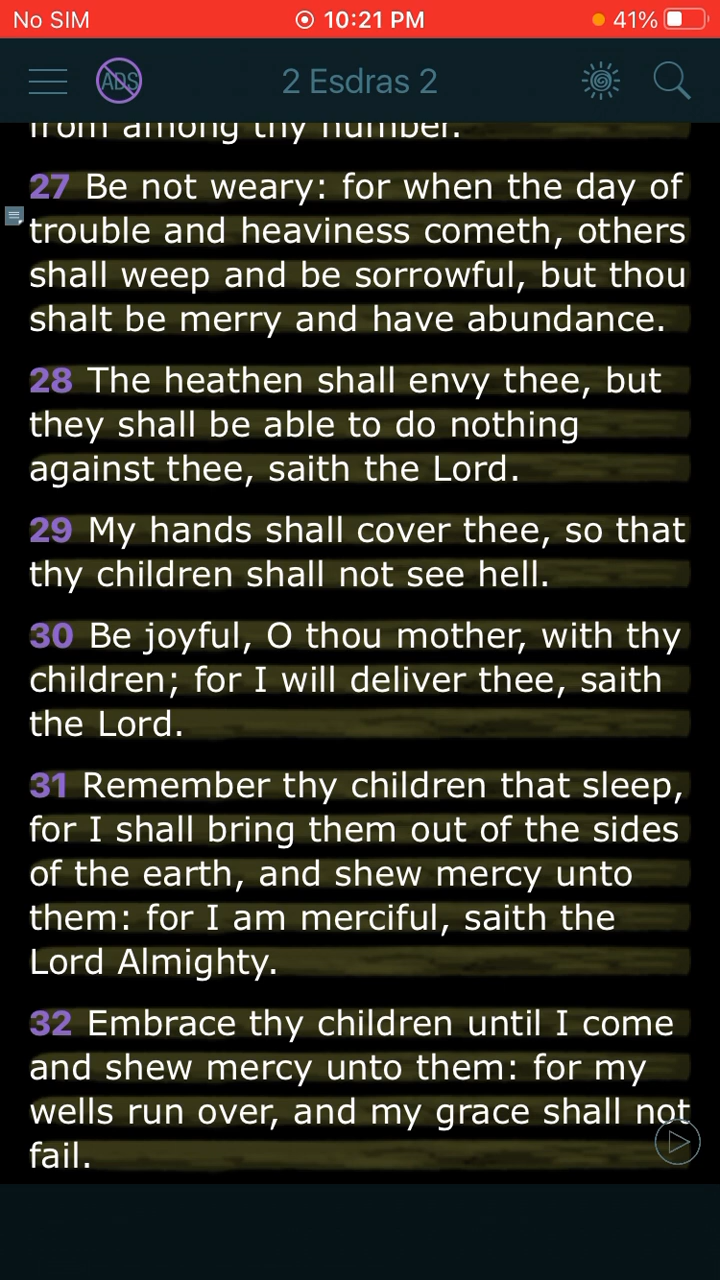 No SIM 10:21 PM 41%
ADS 2 Esdras 2
from among thy number.
27 Be not weary: for when the day of
trouble and heaviness cometh, others
shall weep and be sorrowful, but thou
shalt be merry and have abundance.
28 The heathen shall envy thee, but
they shall be able to do nothing
against thee, saith the Lord.
29 My hands shall cover thee, so that
thy children shall not see hell.
30 Be joyful, O thou mother, with thy
children; for I will deliver thee, saith
the Lord.
31 Remember thy children that sleep,
for I shall bring them out of the sides
of the earth, and shew mercy unto
them: for I am merciful, saith the
Lord Almighty.
32 Embrace thy children until I come
and shew mercy unto them: for my
wells run over, and my grace shall not
fail.